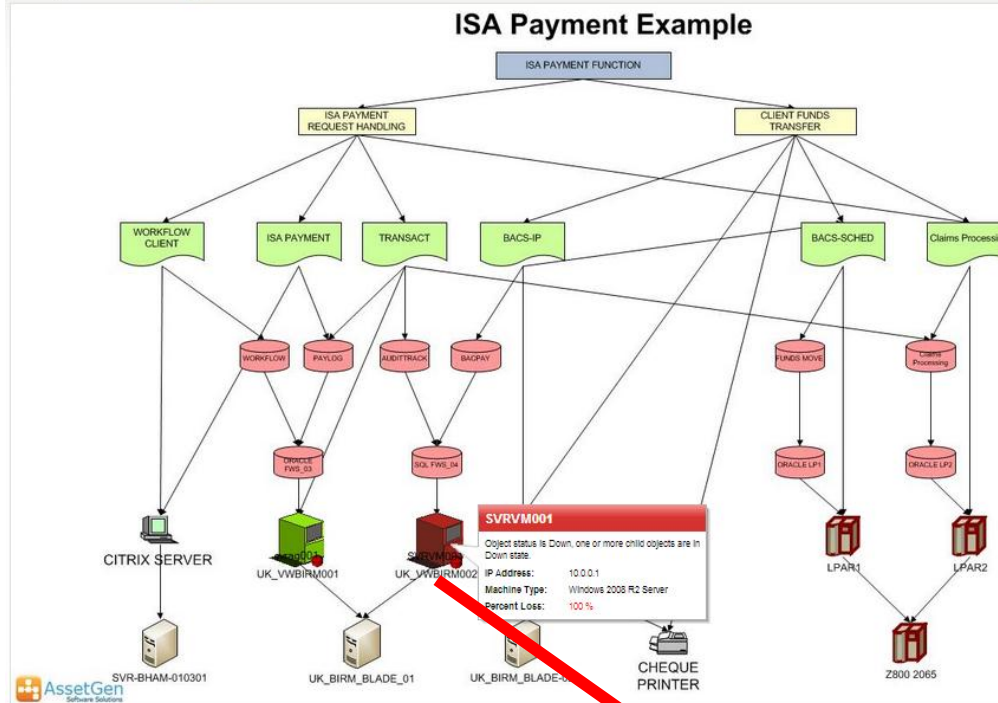 ISA Payment Example
ISA PAYMENT FUNCTION
ISA PAYMENT
REQUEST HANDLING
CLIENT FUNDS
TRANSFER
WORKFLOW
CLIENT
ISA PAYMENT
TRANSACT
BACS-IP
BACS-SCHED
Claims Processi
WORKFLOW
PAYLOG
AUDITTRACK
BACPAY
FUNDS MOVE
Claims
Processing
ORACLE
FWS_03
SQL FWS_04
ORACLE LP1
ORACLE LP2
SVRVM001
Object status is Down, one or more child objects are in
Down state.
IP Address: 10.0.0.1
Machine Type: Windows 2008 R2 Server
Percent Loss: 100 %
CITRIX SERVER
UK_VWBIRM001
UK_VWBIRM002
LPAR1
LPAR2
SVR-BHAM-010301
UK_BIRM_BLADE_01
UK_BIRM_BLADE-
CHEQUE
PRINTER
Z800 2065
AssetGen
Software Solutions